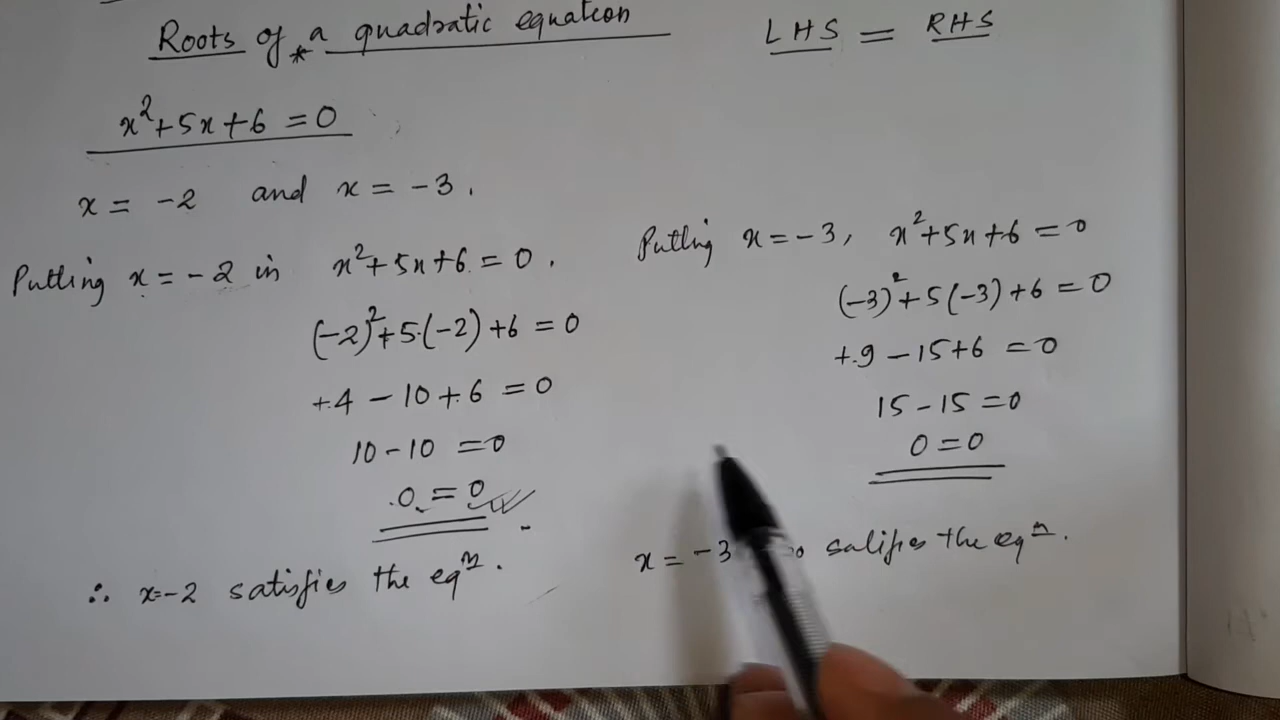 Roots of a quadratic equation
*
LHS = RHS
x²+5x+6 = 0
x = -2 and x = -3.
Putting x = -2 in x²+5x+6 = 0.
(-2)²+5·(-2)+6 = 0
+4 - 10+6 = 0
10-10 = 0
0 = 0
∴ x=-2 satisfies the eqⁿ.
Putting x=-3, x²+5x+6 = 0
(-3)²+5(-3)+6 = 0
+9 - 15+6 = 0
15-15 = 0
0 = 0
x = -3 satifies the eqⁿ.